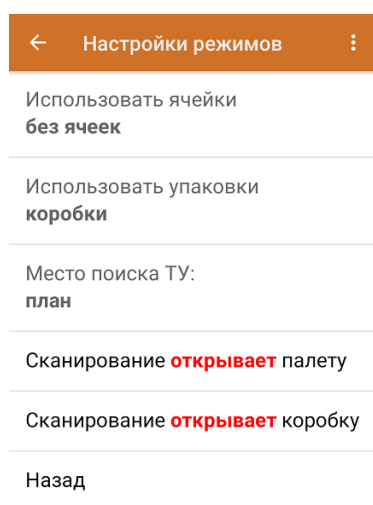 Настройки режимов
Использовать ячейки
без ячеек
Использовать упаковки
коробки
Место поиска ТУ:
план
Сканирование открывает палету
Сканирование открывает коробку
Назад